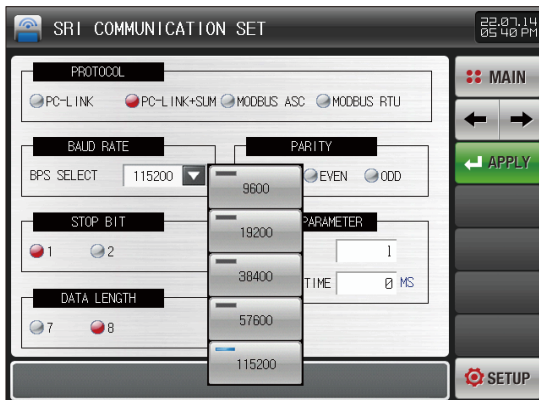 SRI COMMUNICATION SET
22.07.14
05 40 PM
PROTOCOL
PC-LINK PC-LINK+SUM MODBUS ASC MODBUS RTU
BAUD RATE
BPS SELECT 115200
PARITY
EVEN ODD
9600
19200
38400
57600
115200
STOP BIT
1 2
PARAMETER
1
TIME 0 MS
DATA LENGTH
7 8
MAIN
APPLY
SETUP